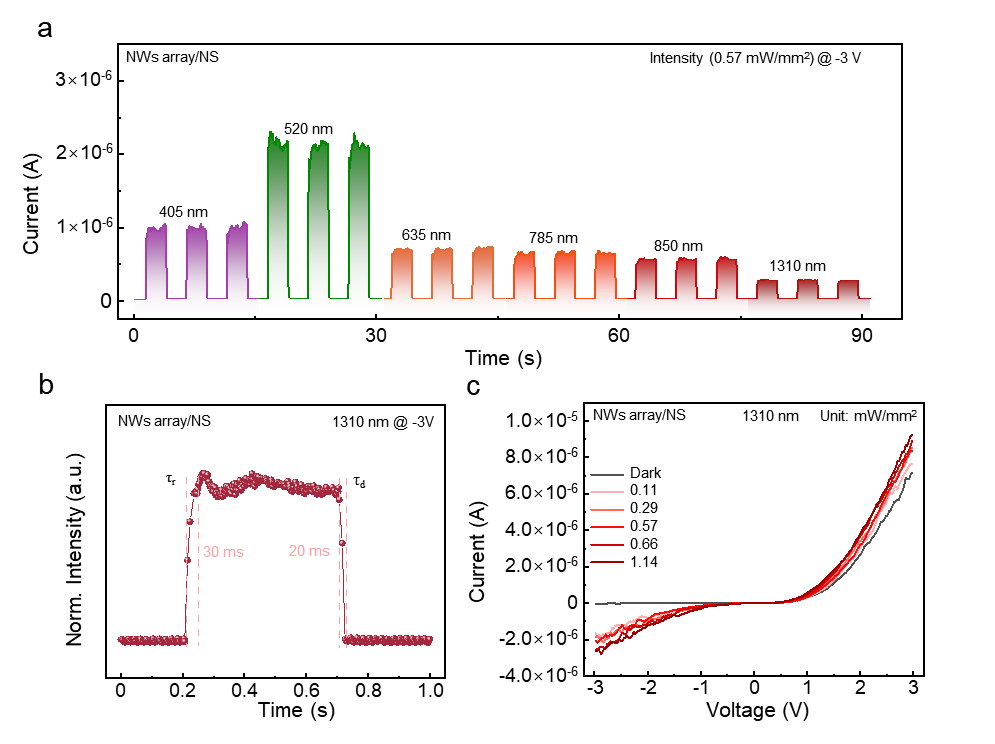 a
NWs array/NS
Intensity (0.57 mW/mm²) @ -3 V
3×10⁻⁶
2×10⁻⁶
1×10⁻⁶
0
Current (A)
405 nm
520 nm
635 nm
785 nm
850 nm
1310 nm
0
30
60
90
Time (s)
b
NWs array/NS
1310 nm @ -3V
Norm. Intensity (a.u.)
τr
τd
30 ms
20 ms
0
0.2
0.4
0.6
0.8
1.0
Time (s)
c
NWs array/NS
1310 nm
Unit: mW/mm²
1.0×10⁻⁵
8.0×10⁻⁶
6.0×10⁻⁶
4.0×10⁻⁶
2.0×10⁻⁶
0
-2.0×10⁻⁶
-4.0×10⁻⁶
Current (A)
Dark
0.11
0.29
0.57
0.66
1.14
-3
-2
-1
0
1
2
3
Voltage (V)